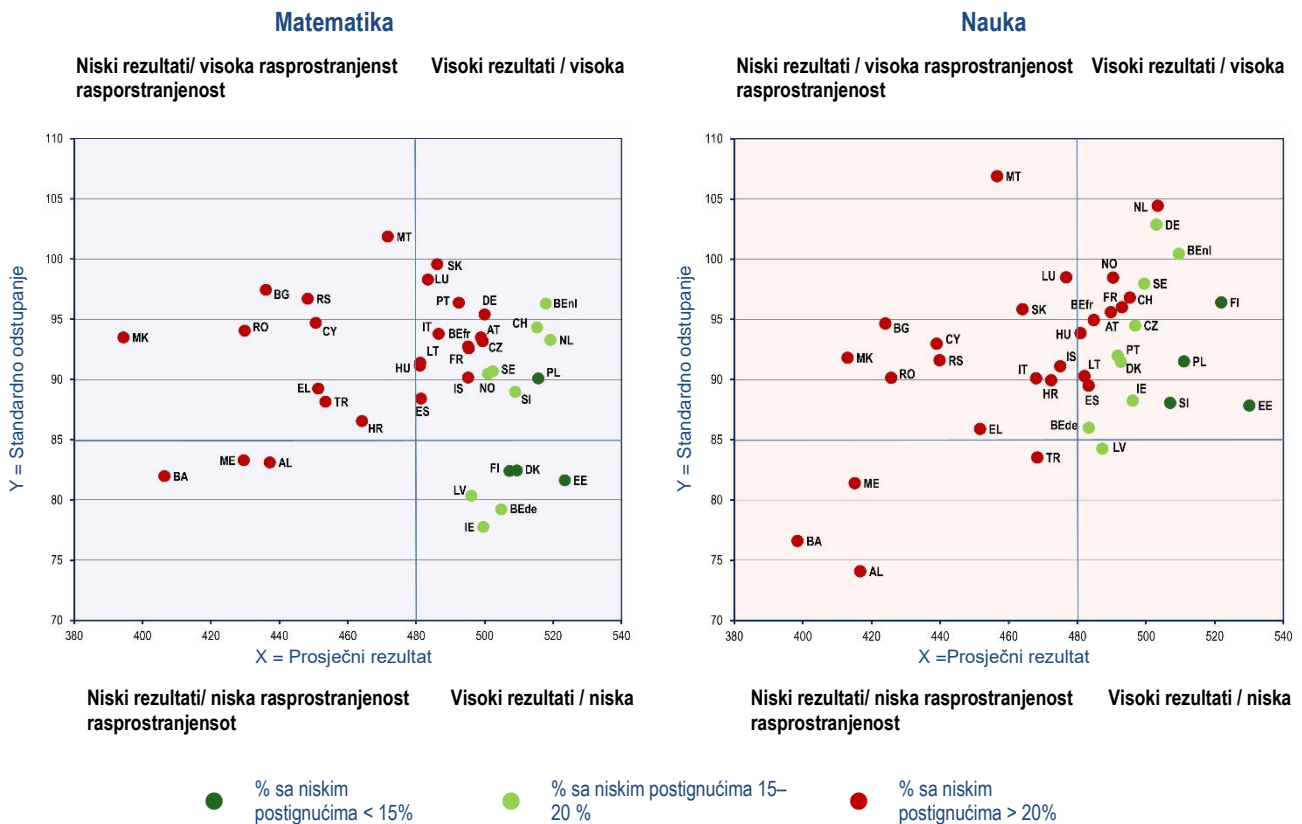 Matematika
Niski rezultati/ visoka rasprostranjenst
rasporstranjenost
Visoki rezultati / visoka
110
105
100
95
90
85
80
75
70
Y = Standardno odstupanje
MT
SK
LU
BG
RS
PT
DE
BEnl
RO
CY
IT
BEfr
AT
CH
MK
NL
LT
FR
CZ
HU
IS
NO
SE
PL
EL
TR
ES
SI
HR
ME
AL
BA
FI
DK
EE
LV
BEde
IE
380
400
420
440
460
480
500
520
540
X = Prosječni rezultat
Niski rezultati/ niska rasprostranjenost
rasprostranjensot
Visoki rezultati / niska
Nauka
Niski rezultati / visoka rasprostranjenost
rasprostranjenost
Visoki rezultati / visoka
110
105
100
95
90
85
80
75
70
Y = Standardno odstupanje
MT
NL
DE
BEnl
LU
NO
SE
SK
BEfr
FR
CH
FI
BG
HU
AT
CZ
CY
MK
RS
IS
PT
DK
PL
RO
IT
HR
LT
ES
IE
SI
EE
EL
BEde
LV
TR
ME
BA
AL
380
400
420
440
460
480
500
520
540
X =Prosječni rezultat
Niski rezultati/ niska rasprostranjenost
rasprostranjenost
Visoki rezultati / niska
% sa niskim
postignućima < 15%
% sa niskim postignućima 15–
20 %
% sa niskim
postignućima > 20%